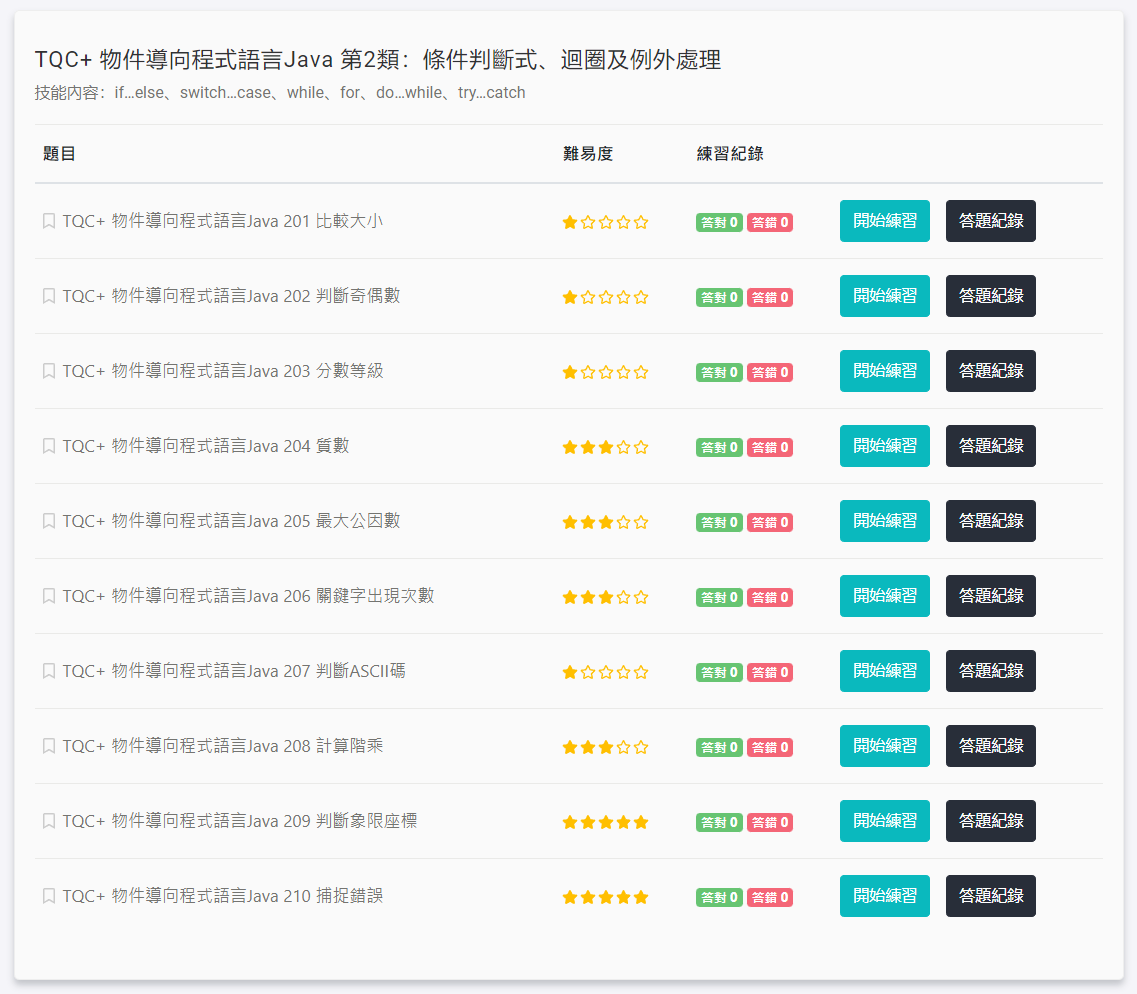 TQC+ 物件導向程式語言Java 第2類：條件判斷式、迴圈及例外處理
技能內容：if...else、switch...case、while、for、do...while、try...catch
題目 難易度 練習紀錄
TQC+ 物件導向程式語言Java 201 比較大小 答對 0 答錯 0 開始練習 答題紀錄
TQC+ 物件導向程式語言Java 202 判斷奇偶數 答對 0 答錯 0 開始練習 答題紀錄
TQC+ 物件導向程式語言Java 203 分數等級 答對 0 答錯 0 開始練習 答題紀錄
TQC+ 物件導向程式語言Java 204 質數 答對 0 答錯 0 開始練習 答題紀錄
TQC+ 物件導向程式語言Java 205 最大公因數 答對 0 答錯 0 開始練習 答題紀錄
TQC+ 物件導向程式語言Java 206 關鍵字出現次數 答對 0 答錯 0 開始練習 答題紀錄
TQC+ 物件導向程式語言Java 207 判斷ASCII碼 答對 0 答錯 0 開始練習 答題紀錄
TQC+ 物件導向程式語言Java 208 計算階乘 答對 0 答錯 0 開始練習 答題紀錄
TQC+ 物件導向程式語言Java 209 判斷象限座標 答對 0 答錯 0 開始練習 答題紀錄
TQC+ 物件導向程式語言Java 210 捕捉錯誤 答對 0 答錯 0 開始練習 答題紀錄